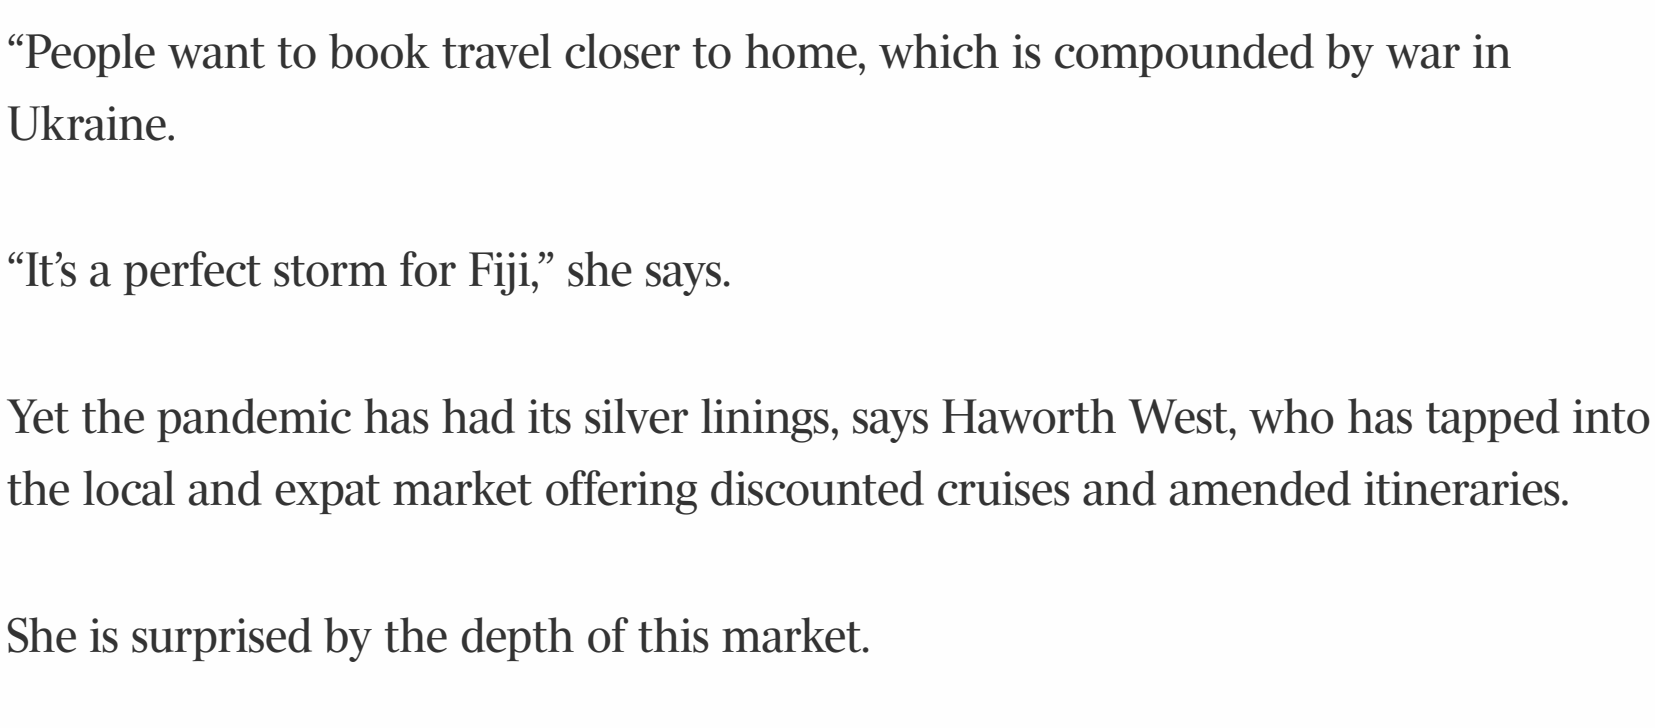 “People want to book travel closer to home, which is compounded by war in
Ukraine.
“It’s a perfect storm for Fiji,” she says.
Yet the pandemic has had its silver linings, says Haworth West, who has tapped into
the local and expat market offering discounted cruises and amended itineraries.
She is surprised by the depth of this market.